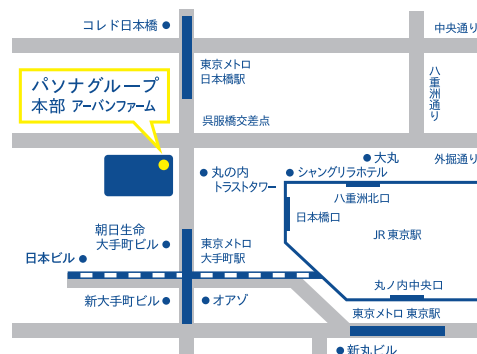 コレド日本橋
中央通り
東京メトロ
日本橋駅
八重洲通り
パソナグループ
本部 アーバンファーム
呉服橋交差点
大丸
外掘通り
丸の内
トラストタワー
シャングリラホテル
八重洲北口
日本橋口
JR東京駅
朝日生命
大手町ビル
東京メトロ
大手町駅
日本ビル
丸ノ内中央口
新大手町ビル
オアゾ
東京メトロ 東京駅
新丸ビル